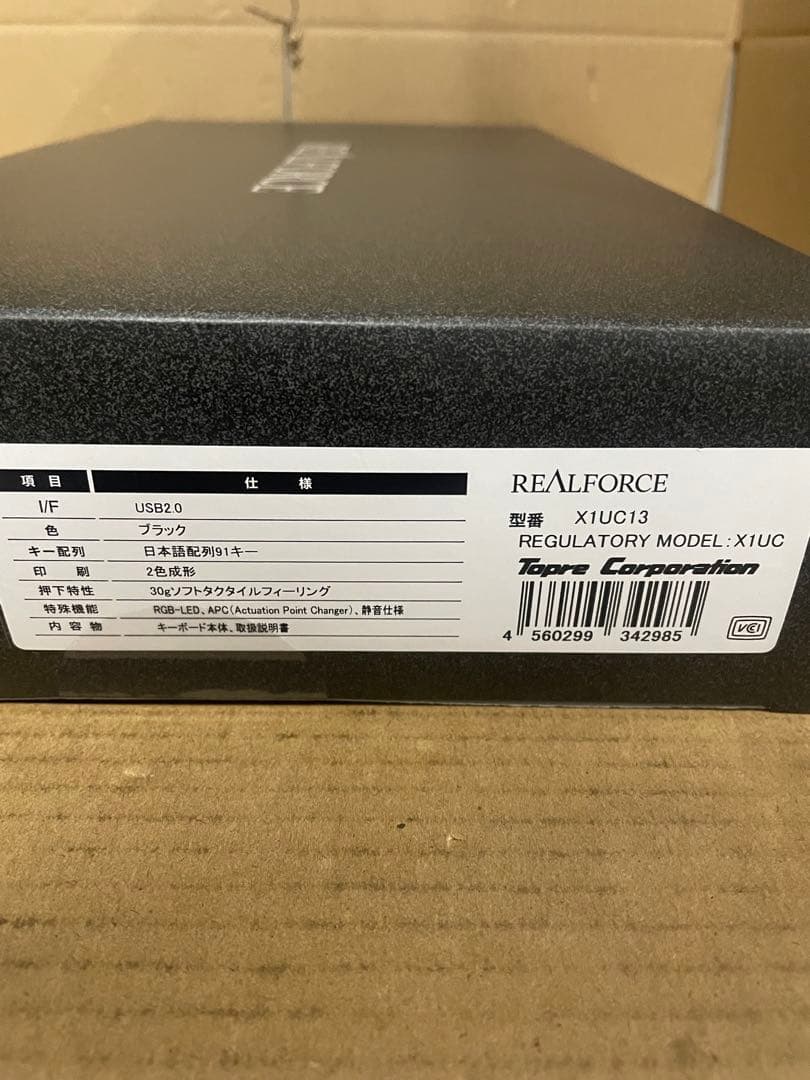 REALFORCE
項目 仕様
I/F USB2.0
色 ブラック
キー配列 日本語配列91キー
印刷 2色成形
押下特性 30gソフトタクタイルフィーリング
特殊機能 RGB-LED、APC(Actuation Point Changer)、静音仕様
内容物 キーボード本体、取扱説明書
REALFORCE
型番 X1UC13
REGULATORY MODEL:X1UC
Topre Corporation
4 560299 342985
VCI